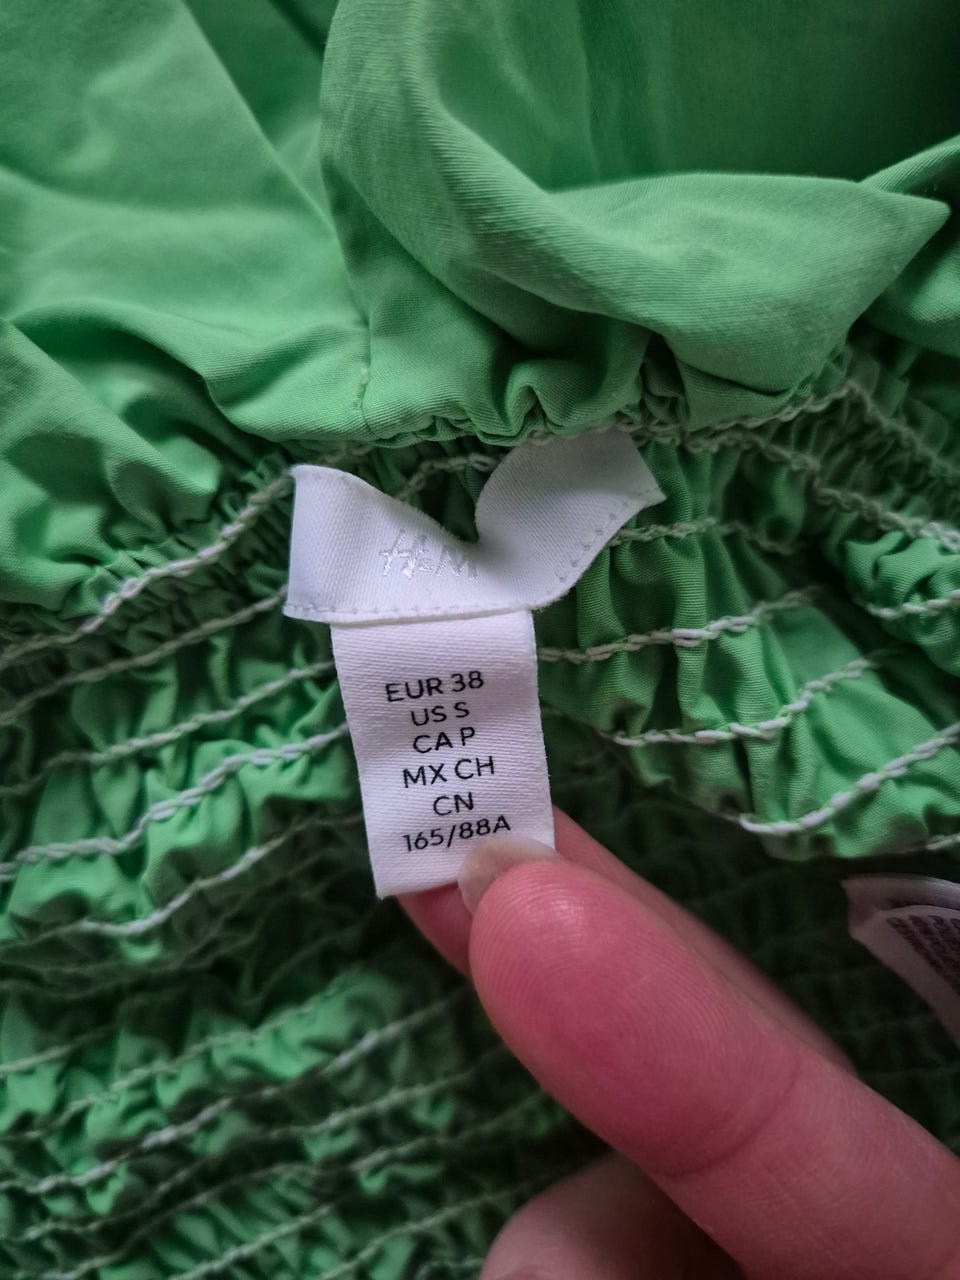 H&M
EUR 38
US S
CA P
MX CH
CN
165/88A